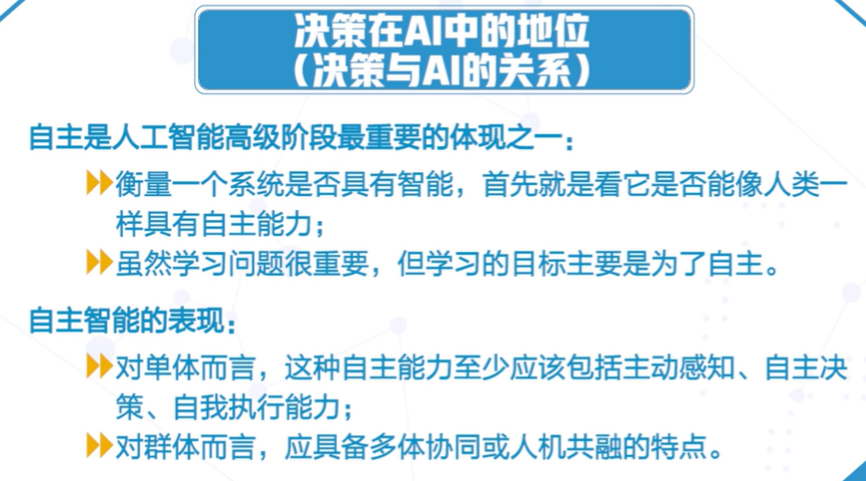 决策在AI中的地位
（决策与AI的关系）
自主是人工智能高级阶段最重要的体现之一：
衡量一个系统是否具有智能，首先就是看它是否能像人类一
样具有自主能力；
虽然学习问题很重要，但学习的目标主要是为了自主。
自主智能的表现：
对单体而言，这种自主能力至少应该包括主动感知、自主决
策、自我执行能力；
对群体而言，应具备多体协同或人机共融的特点。